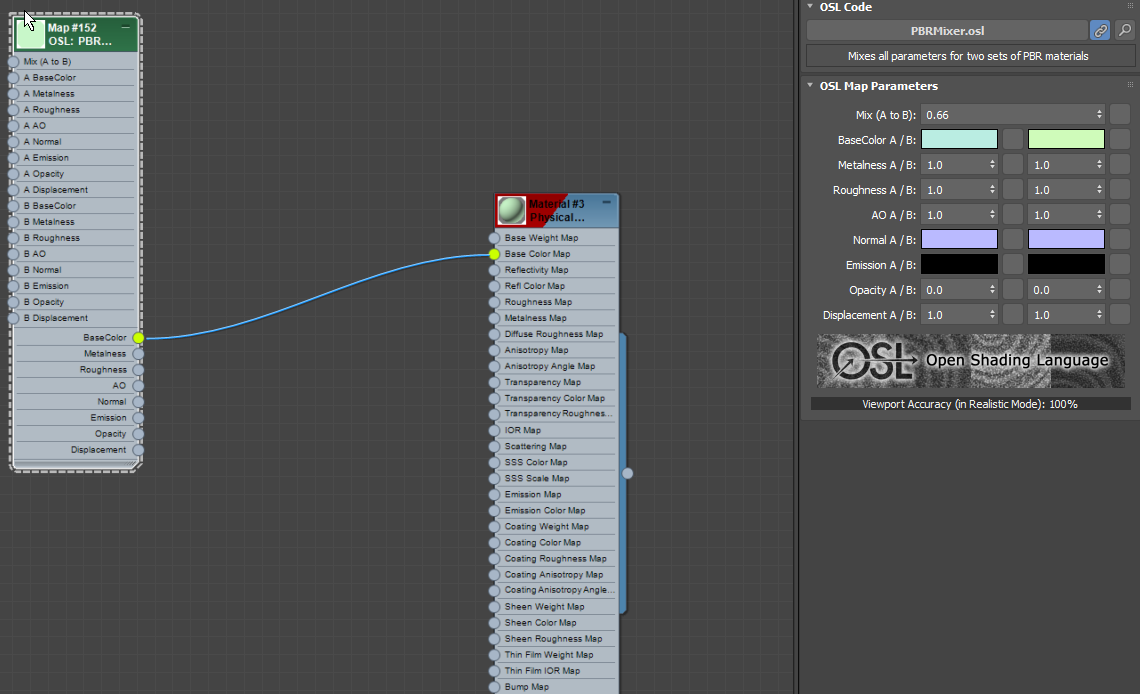 Map #152
OSL: PBR...
Mix (A to B)
A BaseColor
A Metalness
A Roughness
A AO
A Normal
A Emission
A Opacity
A Displacement
B BaseColor
B Metalness
B Roughness
B AO
B Normal
B Emission
B Opacity
B Displacement
BaseColor
Metalness
Roughness
AO
Normal
Emission
Opacity
Displacement
Material #3
Physical...
Base Weight Map
Base Color Map
Reflectivity Map
Refl Color Map
Roughness Map
Metalness Map
Diffuse Roughness Map
Anisotropy Map
Anisotropy Angle Map
Transparency Map
Transparency Color Map
Transparency Roughnes...
IOR Map
Scattering Map
SSS Color Map
SSS Scale Map
Emission Map
Emission Color Map
Coating Weight Map
Coating Color Map
Coating Roughness Map
Coating Anisotropy Map
Coating Anisotropy Angle...
Sheen Weight Map
Sheen Color Map
Sheen Roughness Map
Thin Film Weight Map
Thin Film IOR Map
Bump Map
OSL Code
PBRMixer.osl
Mixes all parameters for two sets of PBR materials
OSL Map Parameters
Mix (A to B): 0.66
BaseColor A / B:
Metalness A / B: 1.0 1.0
Roughness A / B: 1.0 1.0
AO A / B: 1.0 1.0
Normal A / B:
Emission A / B:
Opacity A / B: 0.0 0.0
Displacement A / B: 1.0 1.0
OSL Open Shading Language
Viewport Accuracy (in Realistic Mode): 100%